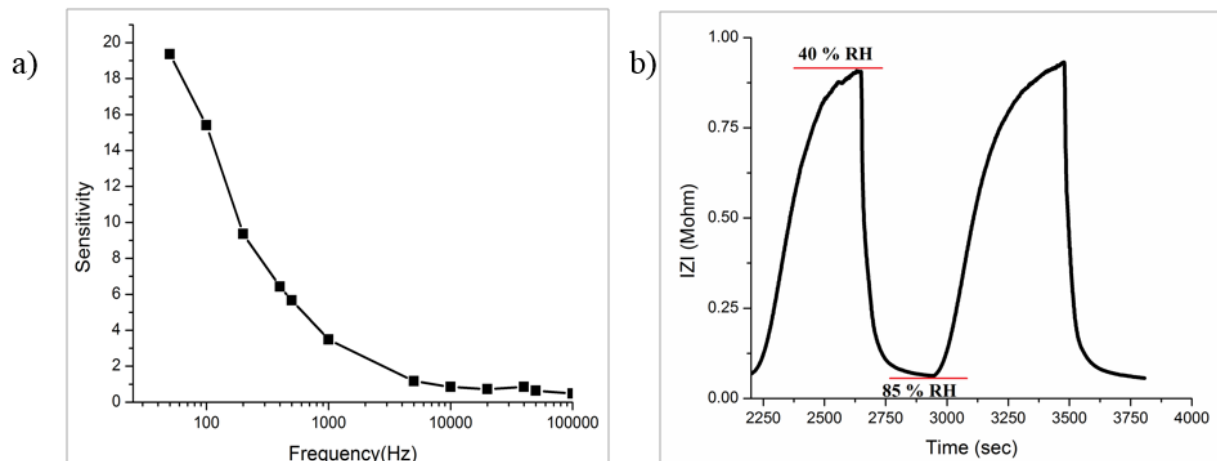 a)
20
18
16
14
12
10
8
6
4
2
0
Sensitivity
100 1000 10000 100000
Frequency(Hz)
b)
1.00
0.75
0.50
0.25
0.00
IZI (Mohm)
40 % RH
85 % RH
2250 2500 2750 3000 3250 3500 3750 4000
Time (sec)